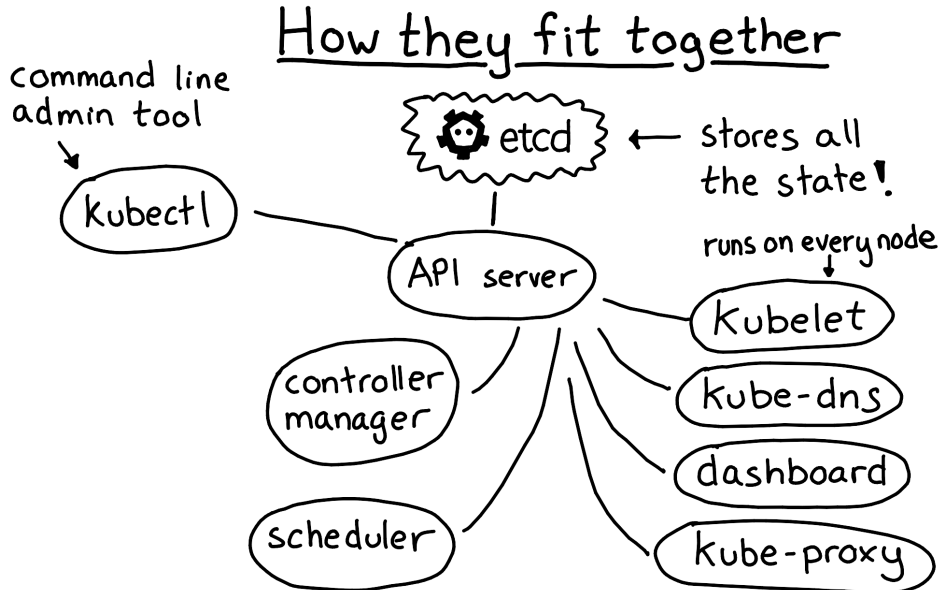 How they fit together
command line
admin tool
etcd
stores all
the state!
kubectl
runs on every node
API server
kubelet
controller
manager
kube-dns
dashboard
scheduler
kube-proxy